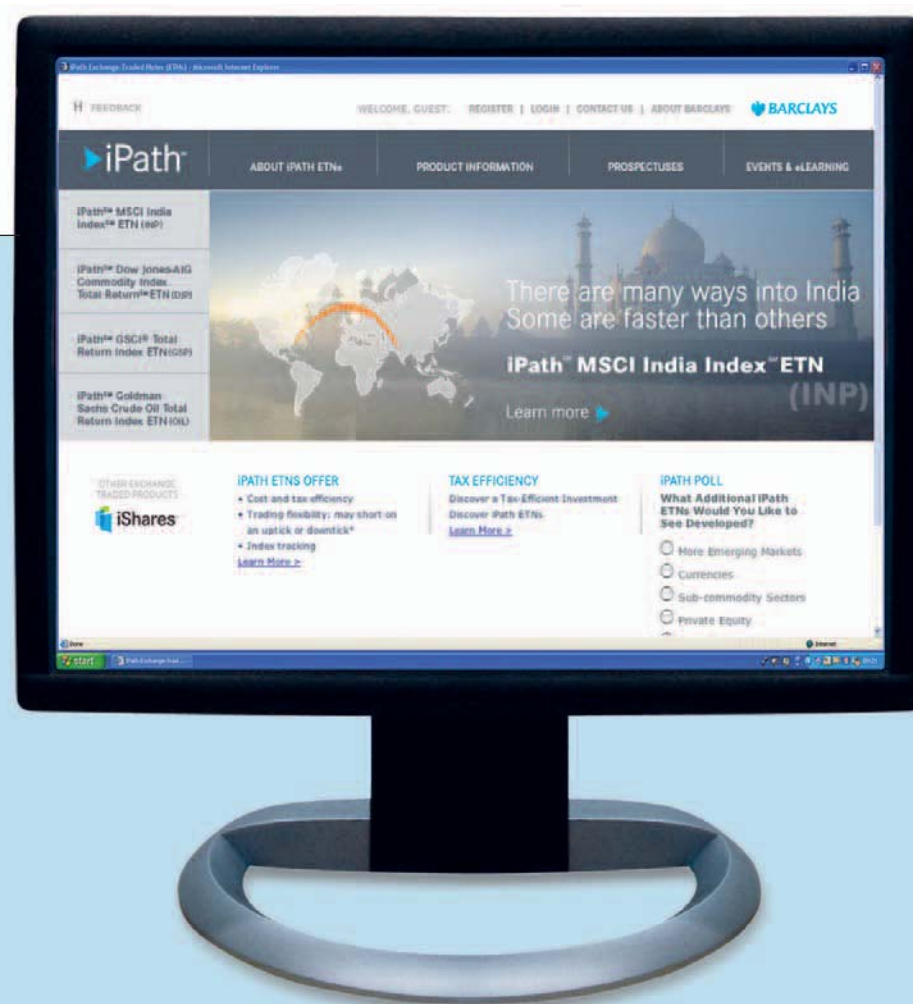 iPath Exchange-Traded Notes (ETNs) - Microsoft Internet Explorer
FEEDBACK
WELCOME, GUEST: REGISTER | LOGIN | CONTACT US | ABOUT BARCLAYS
BARCLAYS
iPath™
ABOUT iPATH ETNs
PRODUCT INFORMATION
PROSPECTUSES
EVENTS & eLEARNING
iPath℠ MSCI India
Index℠ ETN (INP)
iPath℠ Dow Jones-AIG
Commodity Index
Total Return℠ ETN (DJP)
iPath℠ GSCI® Total
Return Index ETN (GSP)
iPath℠ Goldman
Sachs Crude Oil Total
Return Index ETN (OIL)
There are many ways into India
Some are faster than others
iPath℠ MSCI India Index℠ ETN
(INP)
Learn more
OTHER EXCHANGE
TRADED PRODUCTS
iShares
iPATH ETNS OFFER
• Cost and tax efficiency
• Trading flexibility: may short on
an uptick or downtick*
• Index tracking
Learn More >
TAX EFFICIENCY
Discover a Tax-Efficient Investment
Discover iPath ETNs
Learn More >
iPATH POLL
What Additional iPath
ETNs Would You Like to
See Developed?
More Emerging Markets
Currencies
Sub-commodity Sectors
Private Equity
Done
Internet
start